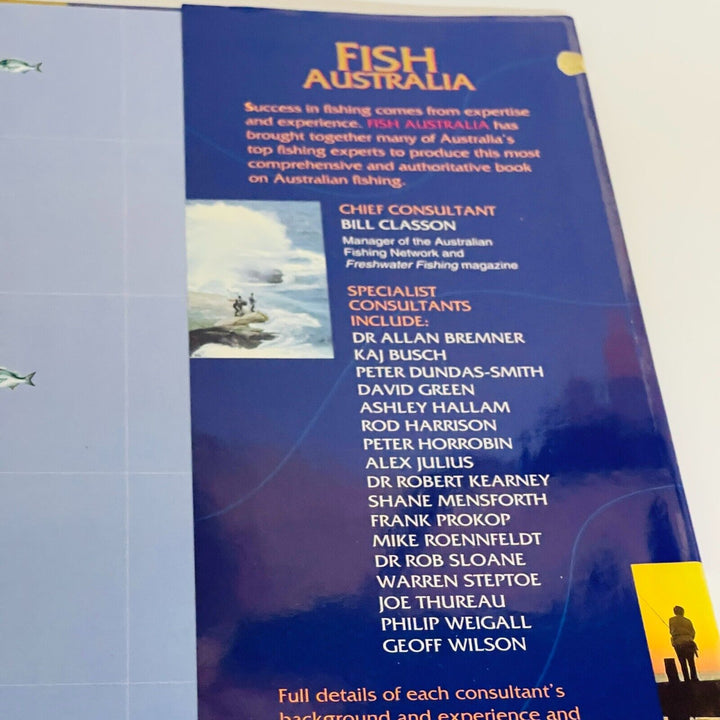 FISH
AUSTRALIA
Success in fishing comes from expertise
and experience. FISH AUSTRALIA has
brought together many of Australia's
top fishing experts to produce this most
comprehensive and authoritative book
on Australian fishing.
CHIEF CONSULTANT
BILL CLASSON
Manager of the Australian
Fishing Network and
Freshwater Fishing magazine
SPECIALIST
CONSULTANTS
INCLUDE:
DR ALLAN BREMNER
KAJ BUSCH
PETER DUNDAS-SMITH
DAVID GREEN
ASHLEY HALLAM
ROD HARRISON
PETER HORROBIN
ALEX JULIUS
DR ROBERT KEARNEY
SHANE MENSFORTH
FRANK PROKOP
MIKE ROENNFELDT
DR ROB SLOANE
WARREN STEPTOE
JOE THUREAU
PHILIP WEIGALL
GEOFF WILSON
Full details of each consultant's
background and experience and